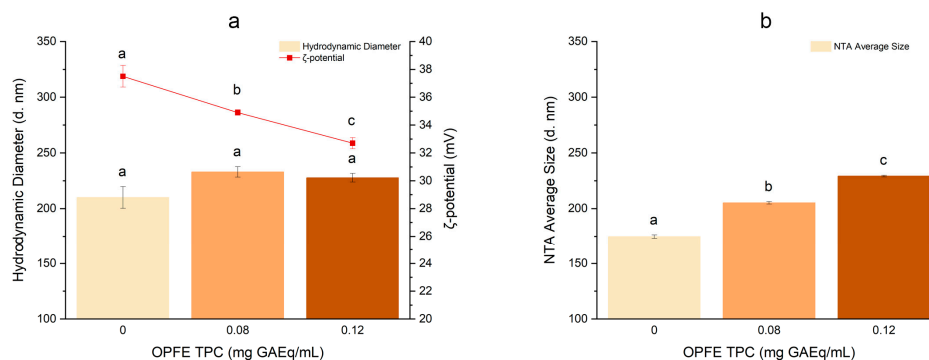 a
Hydrodynamic Diameter
ζ-potential
Hydrodynamic Diameter (d. nm)
350
300
250
200
150
100
40
38
36
34
32
30
28
26
24
22
20
ζ-potential (mV)
a
b
c
a
a
a
0
0.08
0.12
OPFE TPC (mg GAEq/mL)
b
NTA Average Size
NTA Average Size (d. nm)
350
300
250
200
150
100
a
b
c
0
0.08
0.12
OPFE TPC (mg GAEq/mL)